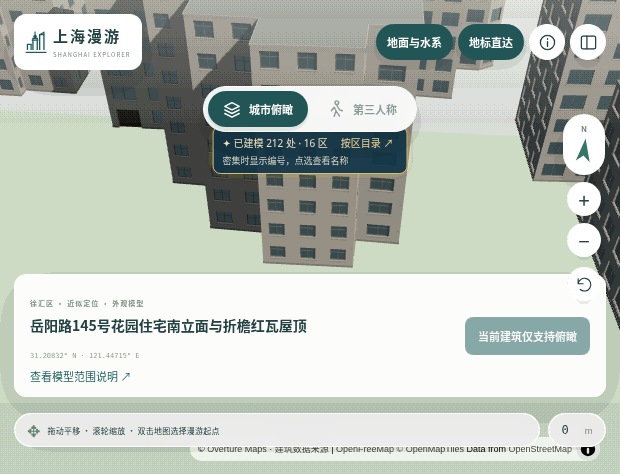 上海漫游
SHANGHAI EXPLORER
地面与水系
地标直达
城市俯瞰
第三人称
✦ 已建模 212 处 · 16 区 按区目录 ↗
密集时显示编号，点选查看名称
N
+
−
徐汇区 · 近似定位 · 外观模型
岳阳路145号花园住宅南立面与折檐红瓦屋顶
当前建筑仅支持俯瞰
31.20832° N · 121.44715° E
查看模型范围说明 ↗
拖动平移 · 滚轮缩放 · 双击地图选择漫游起点
0 m
© Overture Maps · 建筑数据来源 | OpenFreeMap © OpenMapTiles Data from OpenStreetMap